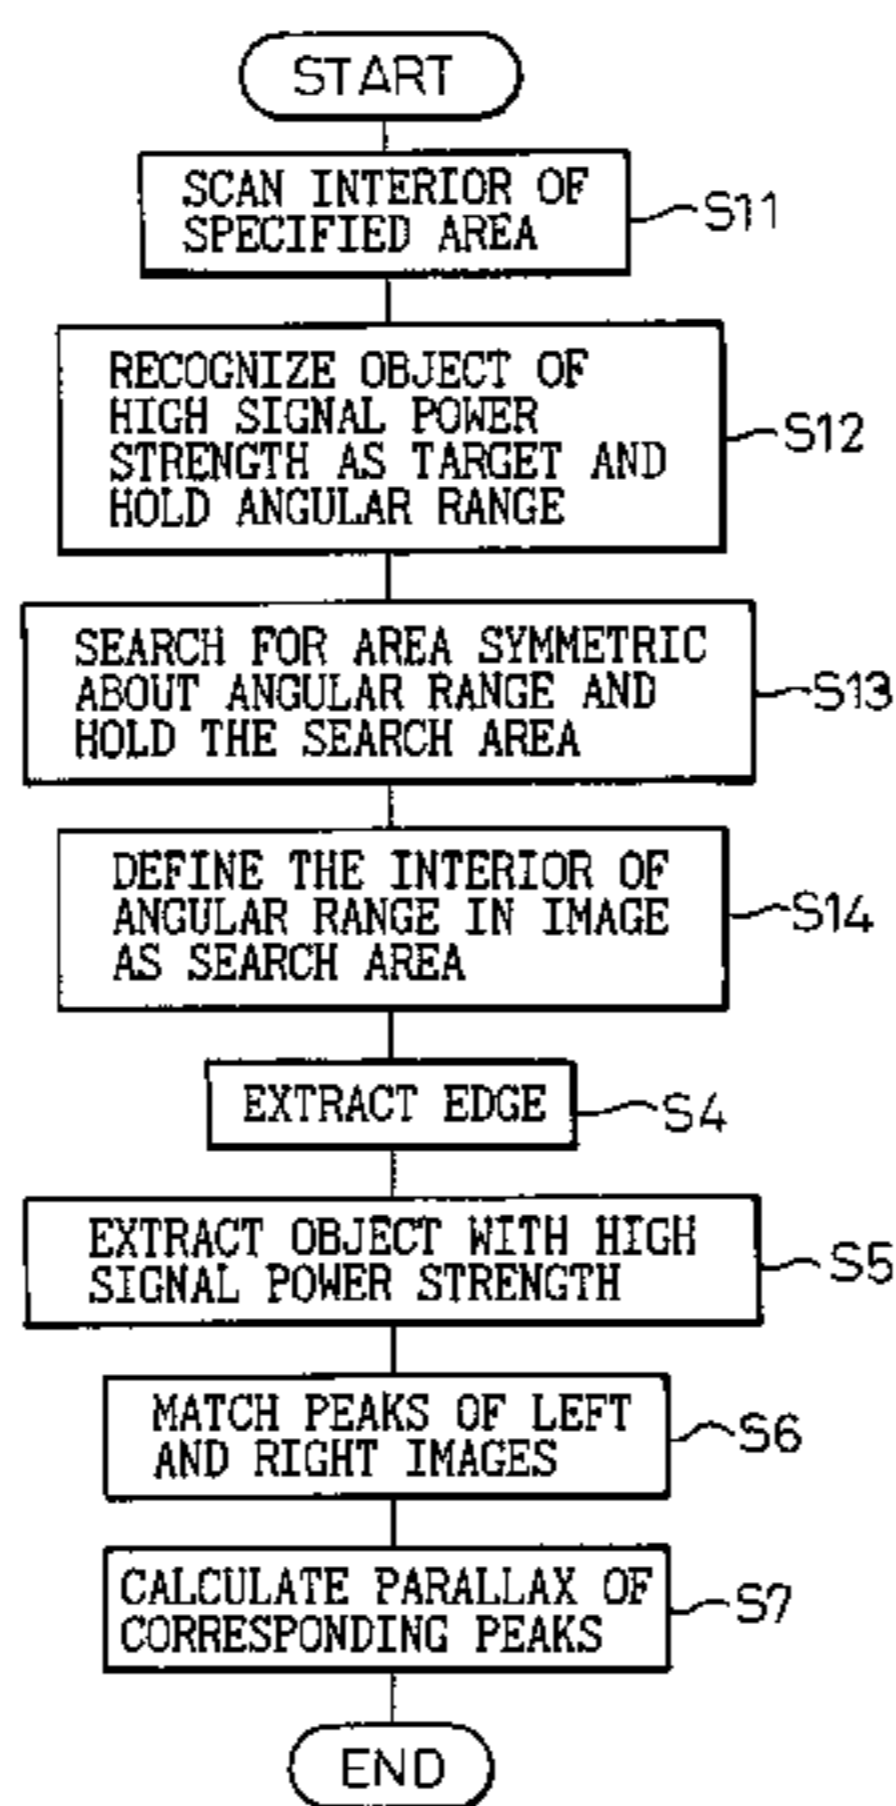 START
SCAN INTERIOR OF
SPECIFIED AREA
S11
RECOGNIZE OBJECT OF
HIGH SIGNAL POWER
STRENGTH AS TARGET AND
HOLD ANGULAR RANGE
S12
SEARCH FOR AREA SYMMETRIC
ABOUT ANGULAR RANGE AND
HOLD THE SEARCH AREA
S13
DEFINE THE INTERIOR OF
ANGULAR RANGE IN IMAGE
AS SEARCH AREA
S14
EXTRACT EDGE
S4
EXTRACT OBJECT WITH HIGH
SIGNAL POWER STRENGTH
S5
MATCH PEAKS OF LEFT
AND RIGHT IMAGES
S6
CALCULATE PARALLAX OF
CORRESPONDING PEAKS
S7
END